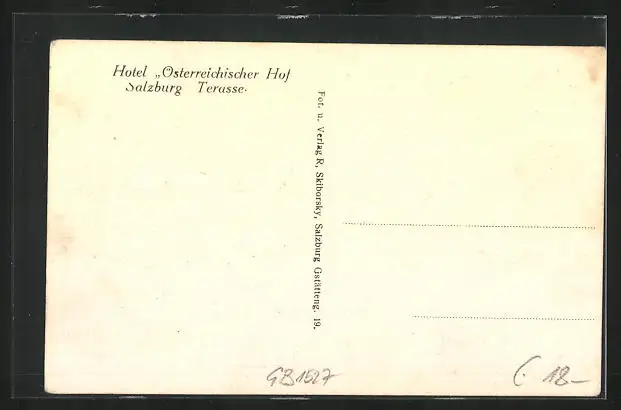 Hotel „Österreichischer Hof
Salzburg Terasse.
Fot. u. Verlag R. Skiborsky, Salzburg Gstätteng. 19.
GB1527
(. 18-